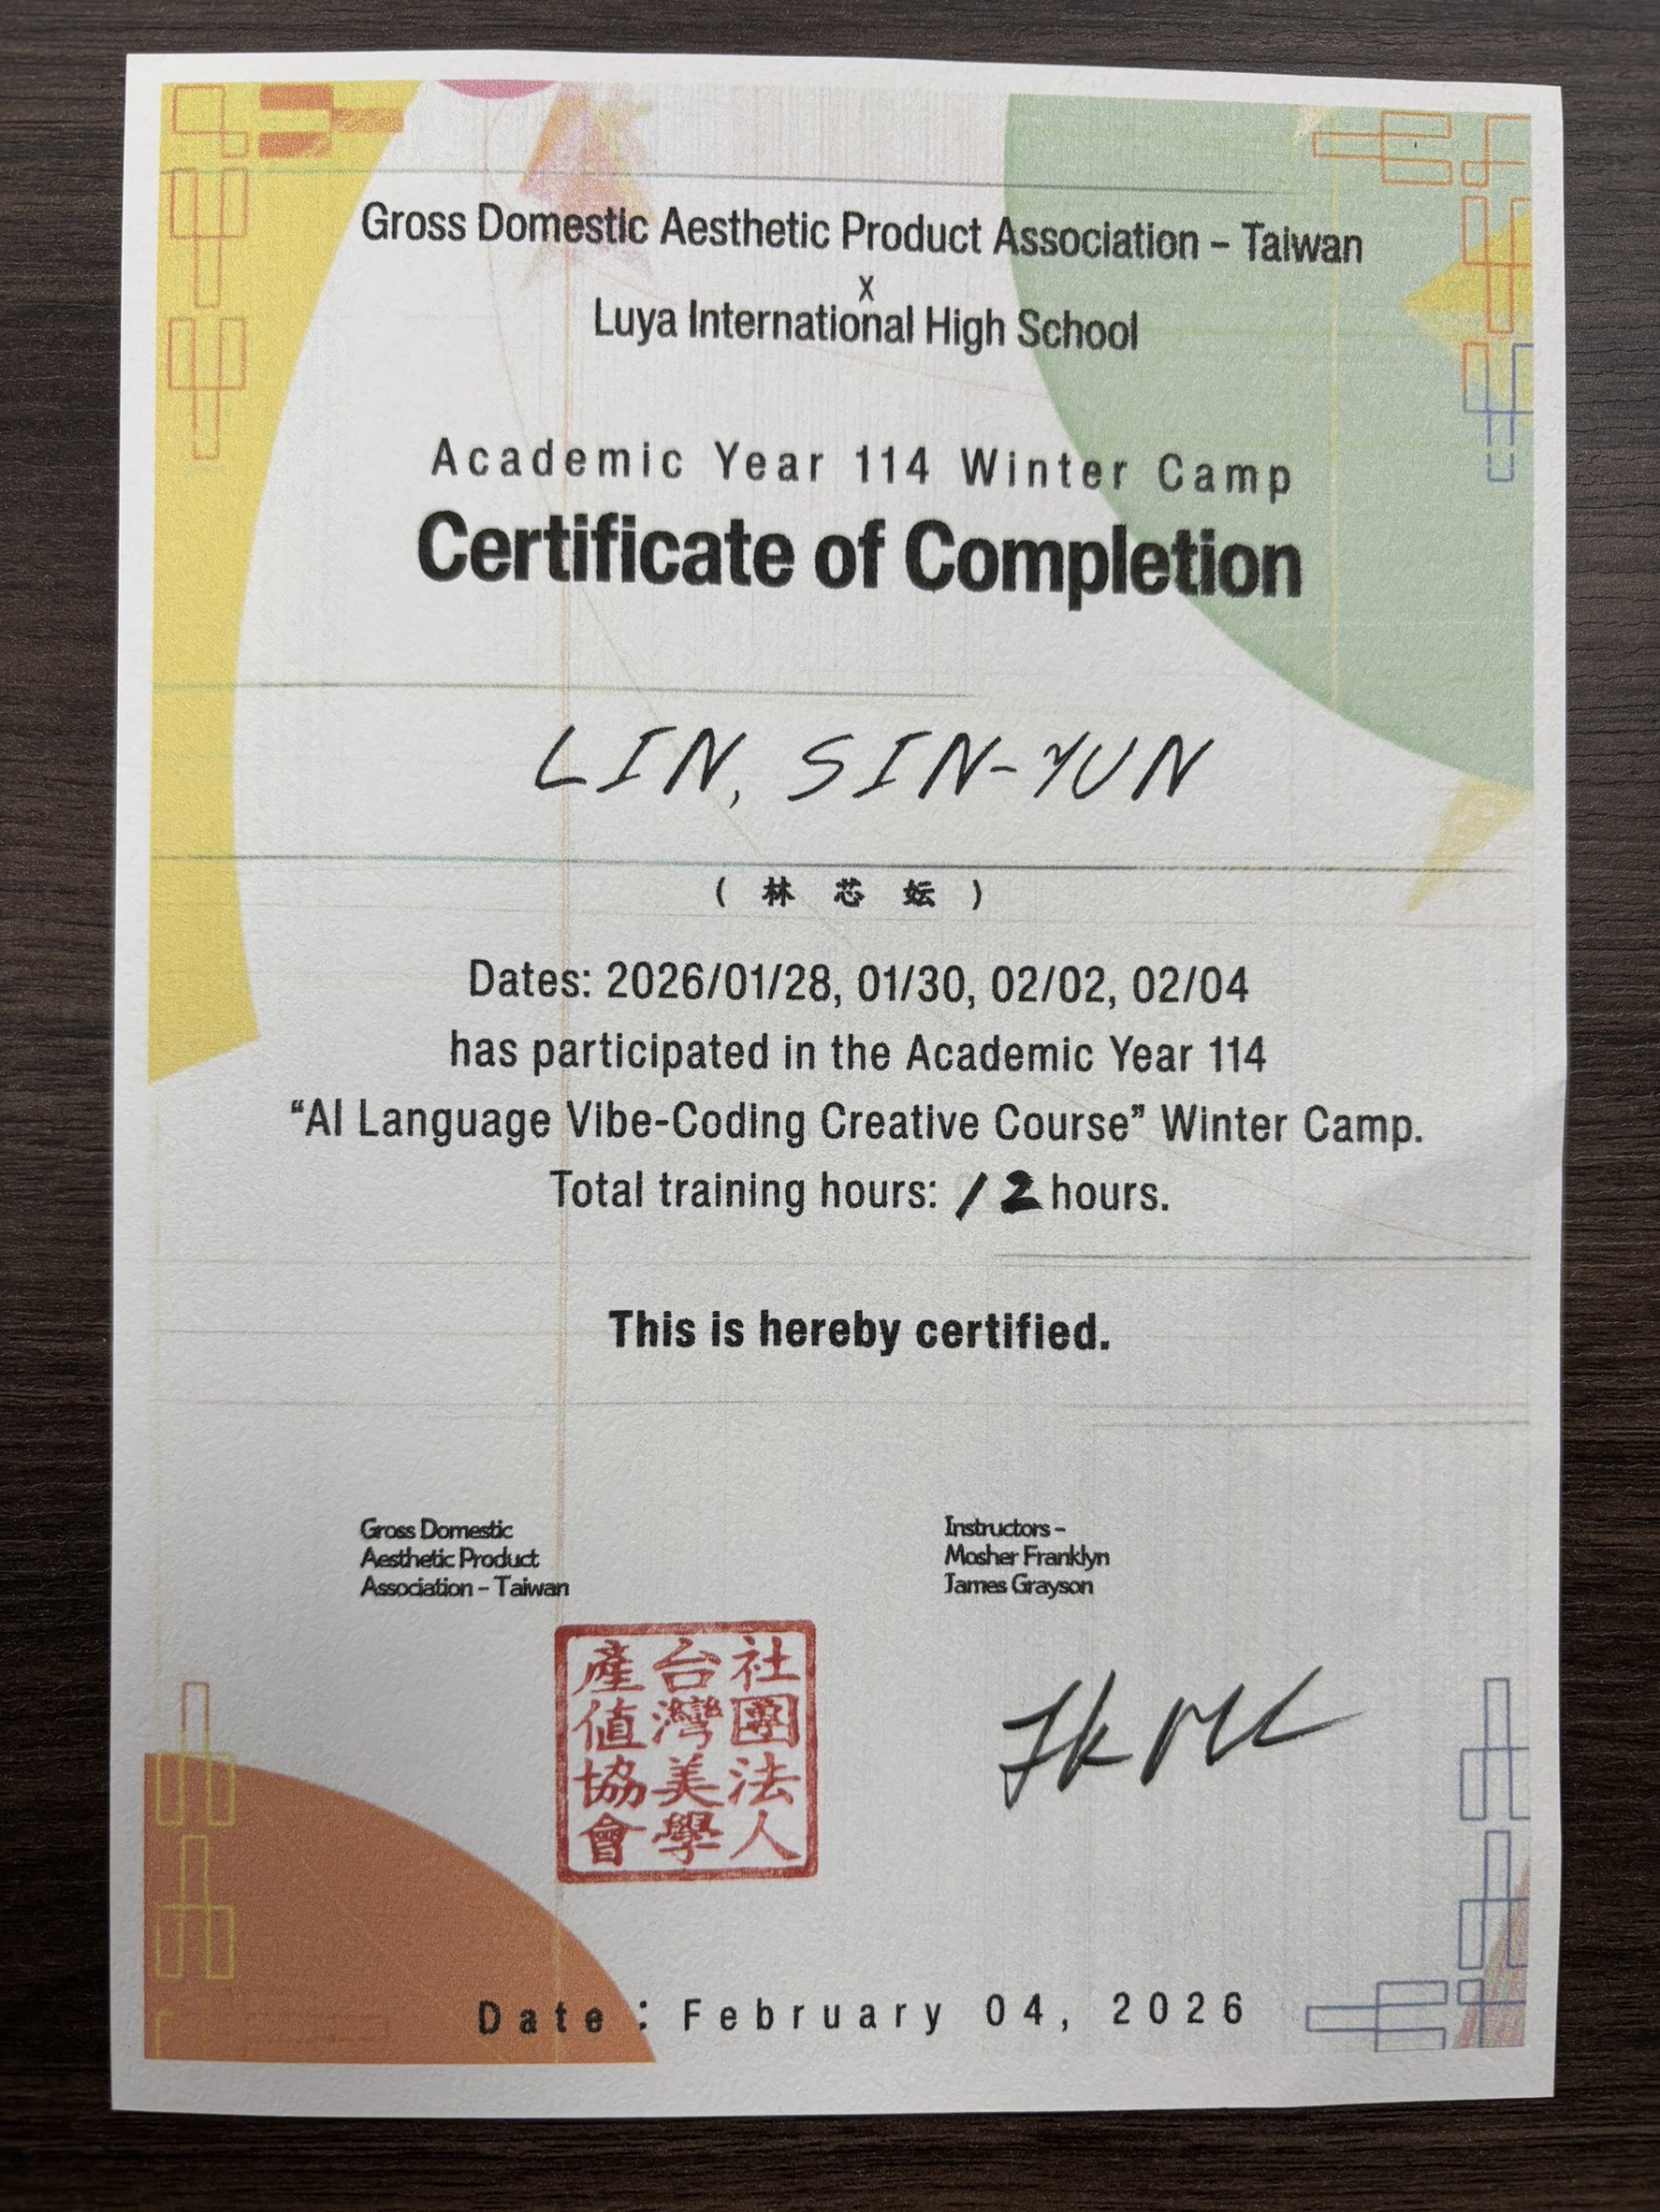 Gross Domestic Aesthetic Product Association – Taiwan
x
Luya International High School
Academic Year 114 Winter Camp
Certificate of Completion
LIN, SIN-YUN
( 林 芯 妘 )
Dates: 2026/01/28, 01/30, 02/02, 02/04
has participated in the Academic Year 114
“AI Language Vibe-Coding Creative Course” Winter Camp.
Total training hours: 12 hours.
This is hereby certified.
Gross Domestic
Aesthetic Product
Association – Taiwan
社團法人
台灣美學
產值協會
Instructors –
Mosher Franklyn
James Grayson
Date：February 04, 2026